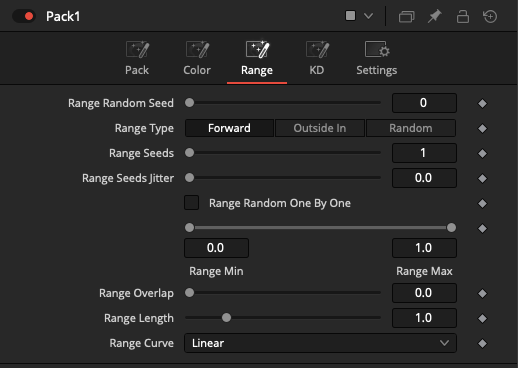 Pack1
Pack Color Range KD Settings
Range Random Seed 0
Range Type Forward Outside In Random
Range Seeds 1
Range Seeds Jitter 0.0
Range Random One By One
0.0 1.0
Range Min Range Max
Range Overlap 0.0
Range Length 1.0
Range Curve Linear